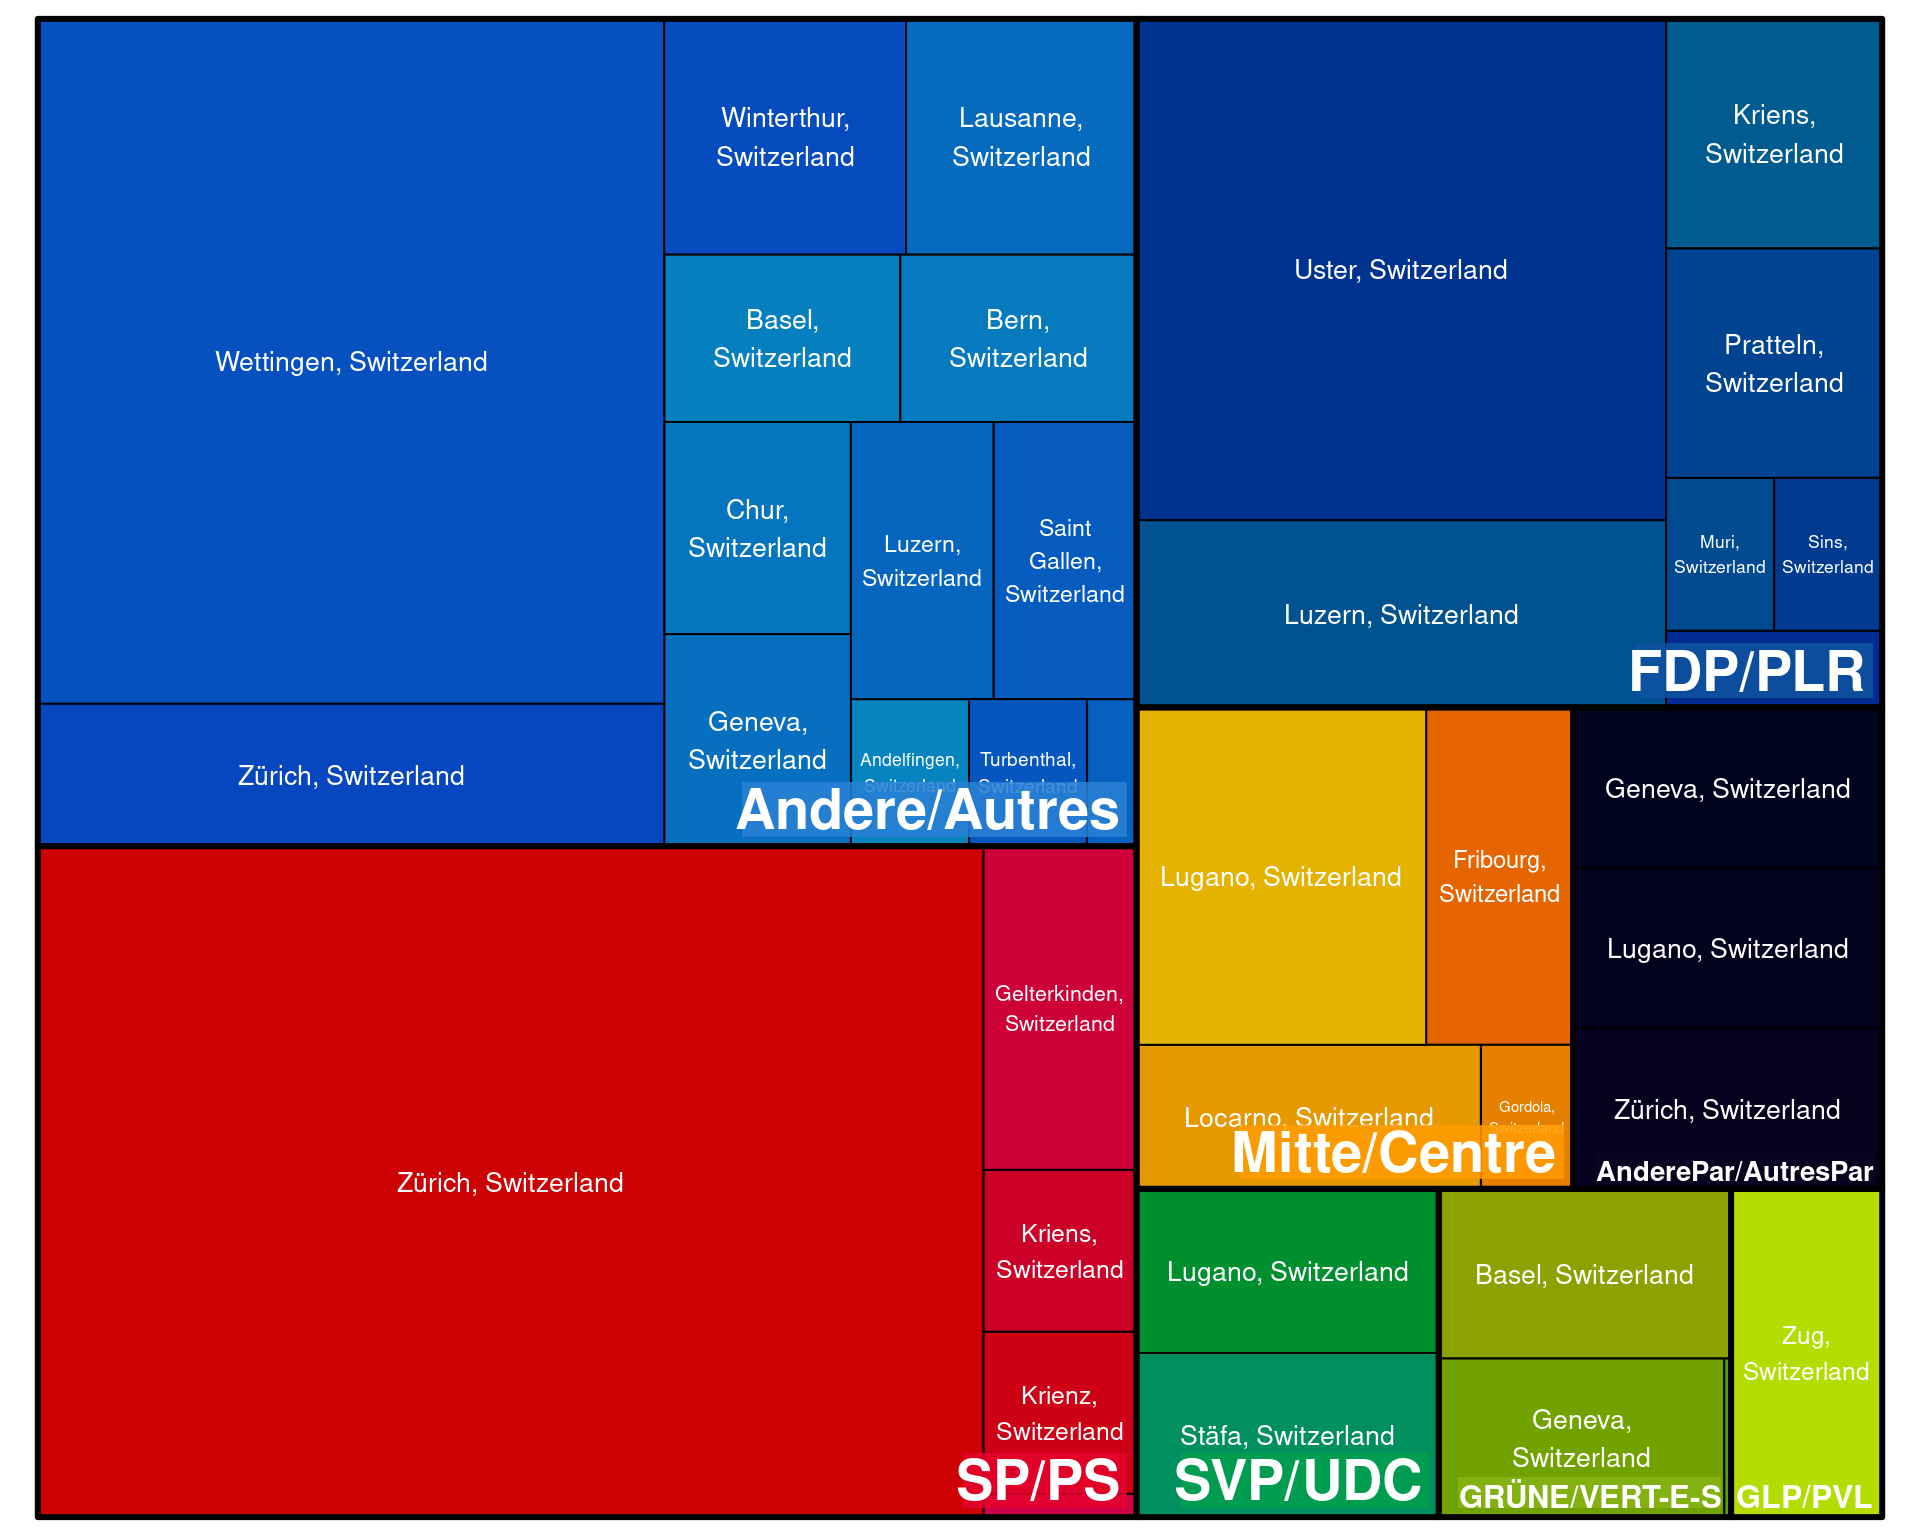 Wettingen, Switzerland
Zürich, Switzerland
Winterthur,
Switzerland
Lausanne,
Switzerland
Basel,
Switzerland
Bern,
Switzerland
Chur,
Switzerland
Luzern,
Switzerland
Saint
Gallen,
Switzerland
Geneva,
Switzerland
Andelfingen,
Switzerland
Turbenthal,
Switzerland
Andere/Autres
Uster, Switzerland
Kriens,
Switzerland
Pratteln,
Switzerland
Luzern, Switzerland
Muri,
Switzerland
Sins,
Switzerland
FDP/PLR
Zürich, Switzerland
Gelterkinden,
Switzerland
Kriens,
Switzerland
Krienz,
Switzerland
SP/PS
Lugano, Switzerland
Fribourg,
Switzerland
Locarno, Switzerland
Gordola,
Switzerland
Mitte/Centre
Geneva, Switzerland
Lugano, Switzerland
Zürich, Switzerland
AnderePar/AutresPar
Lugano, Switzerland
Stäfa, Switzerland
SVP/UDC
Basel, Switzerland
Geneva,
Switzerland
GRÜNE/VERT-E-S
Zug,
Switzerland
GLP/PVL